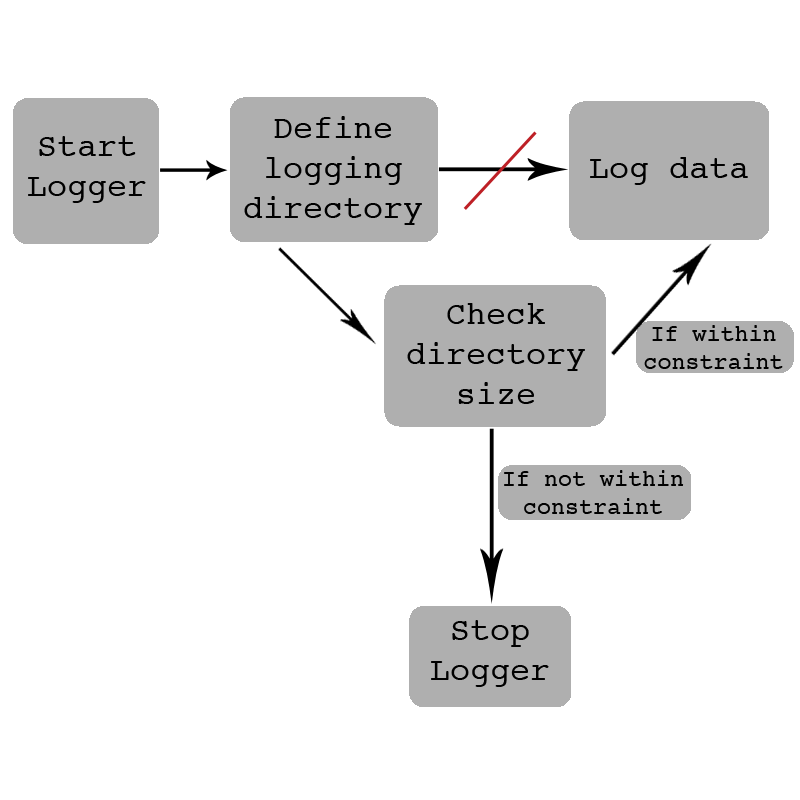 Start
Logger
Define
logging
directory
Log data
Check
directory
size
If within
constraint
If not within
constraint
Stop
Logger